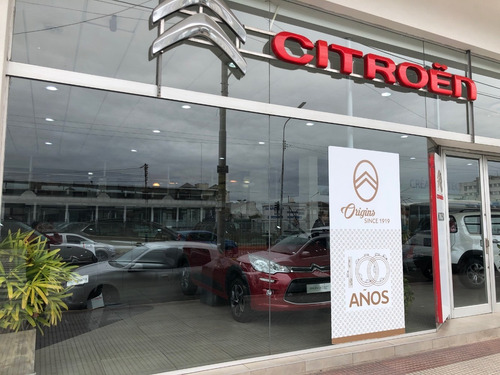 CITROËN
Origins
SINCE 1919
100
AÑOS